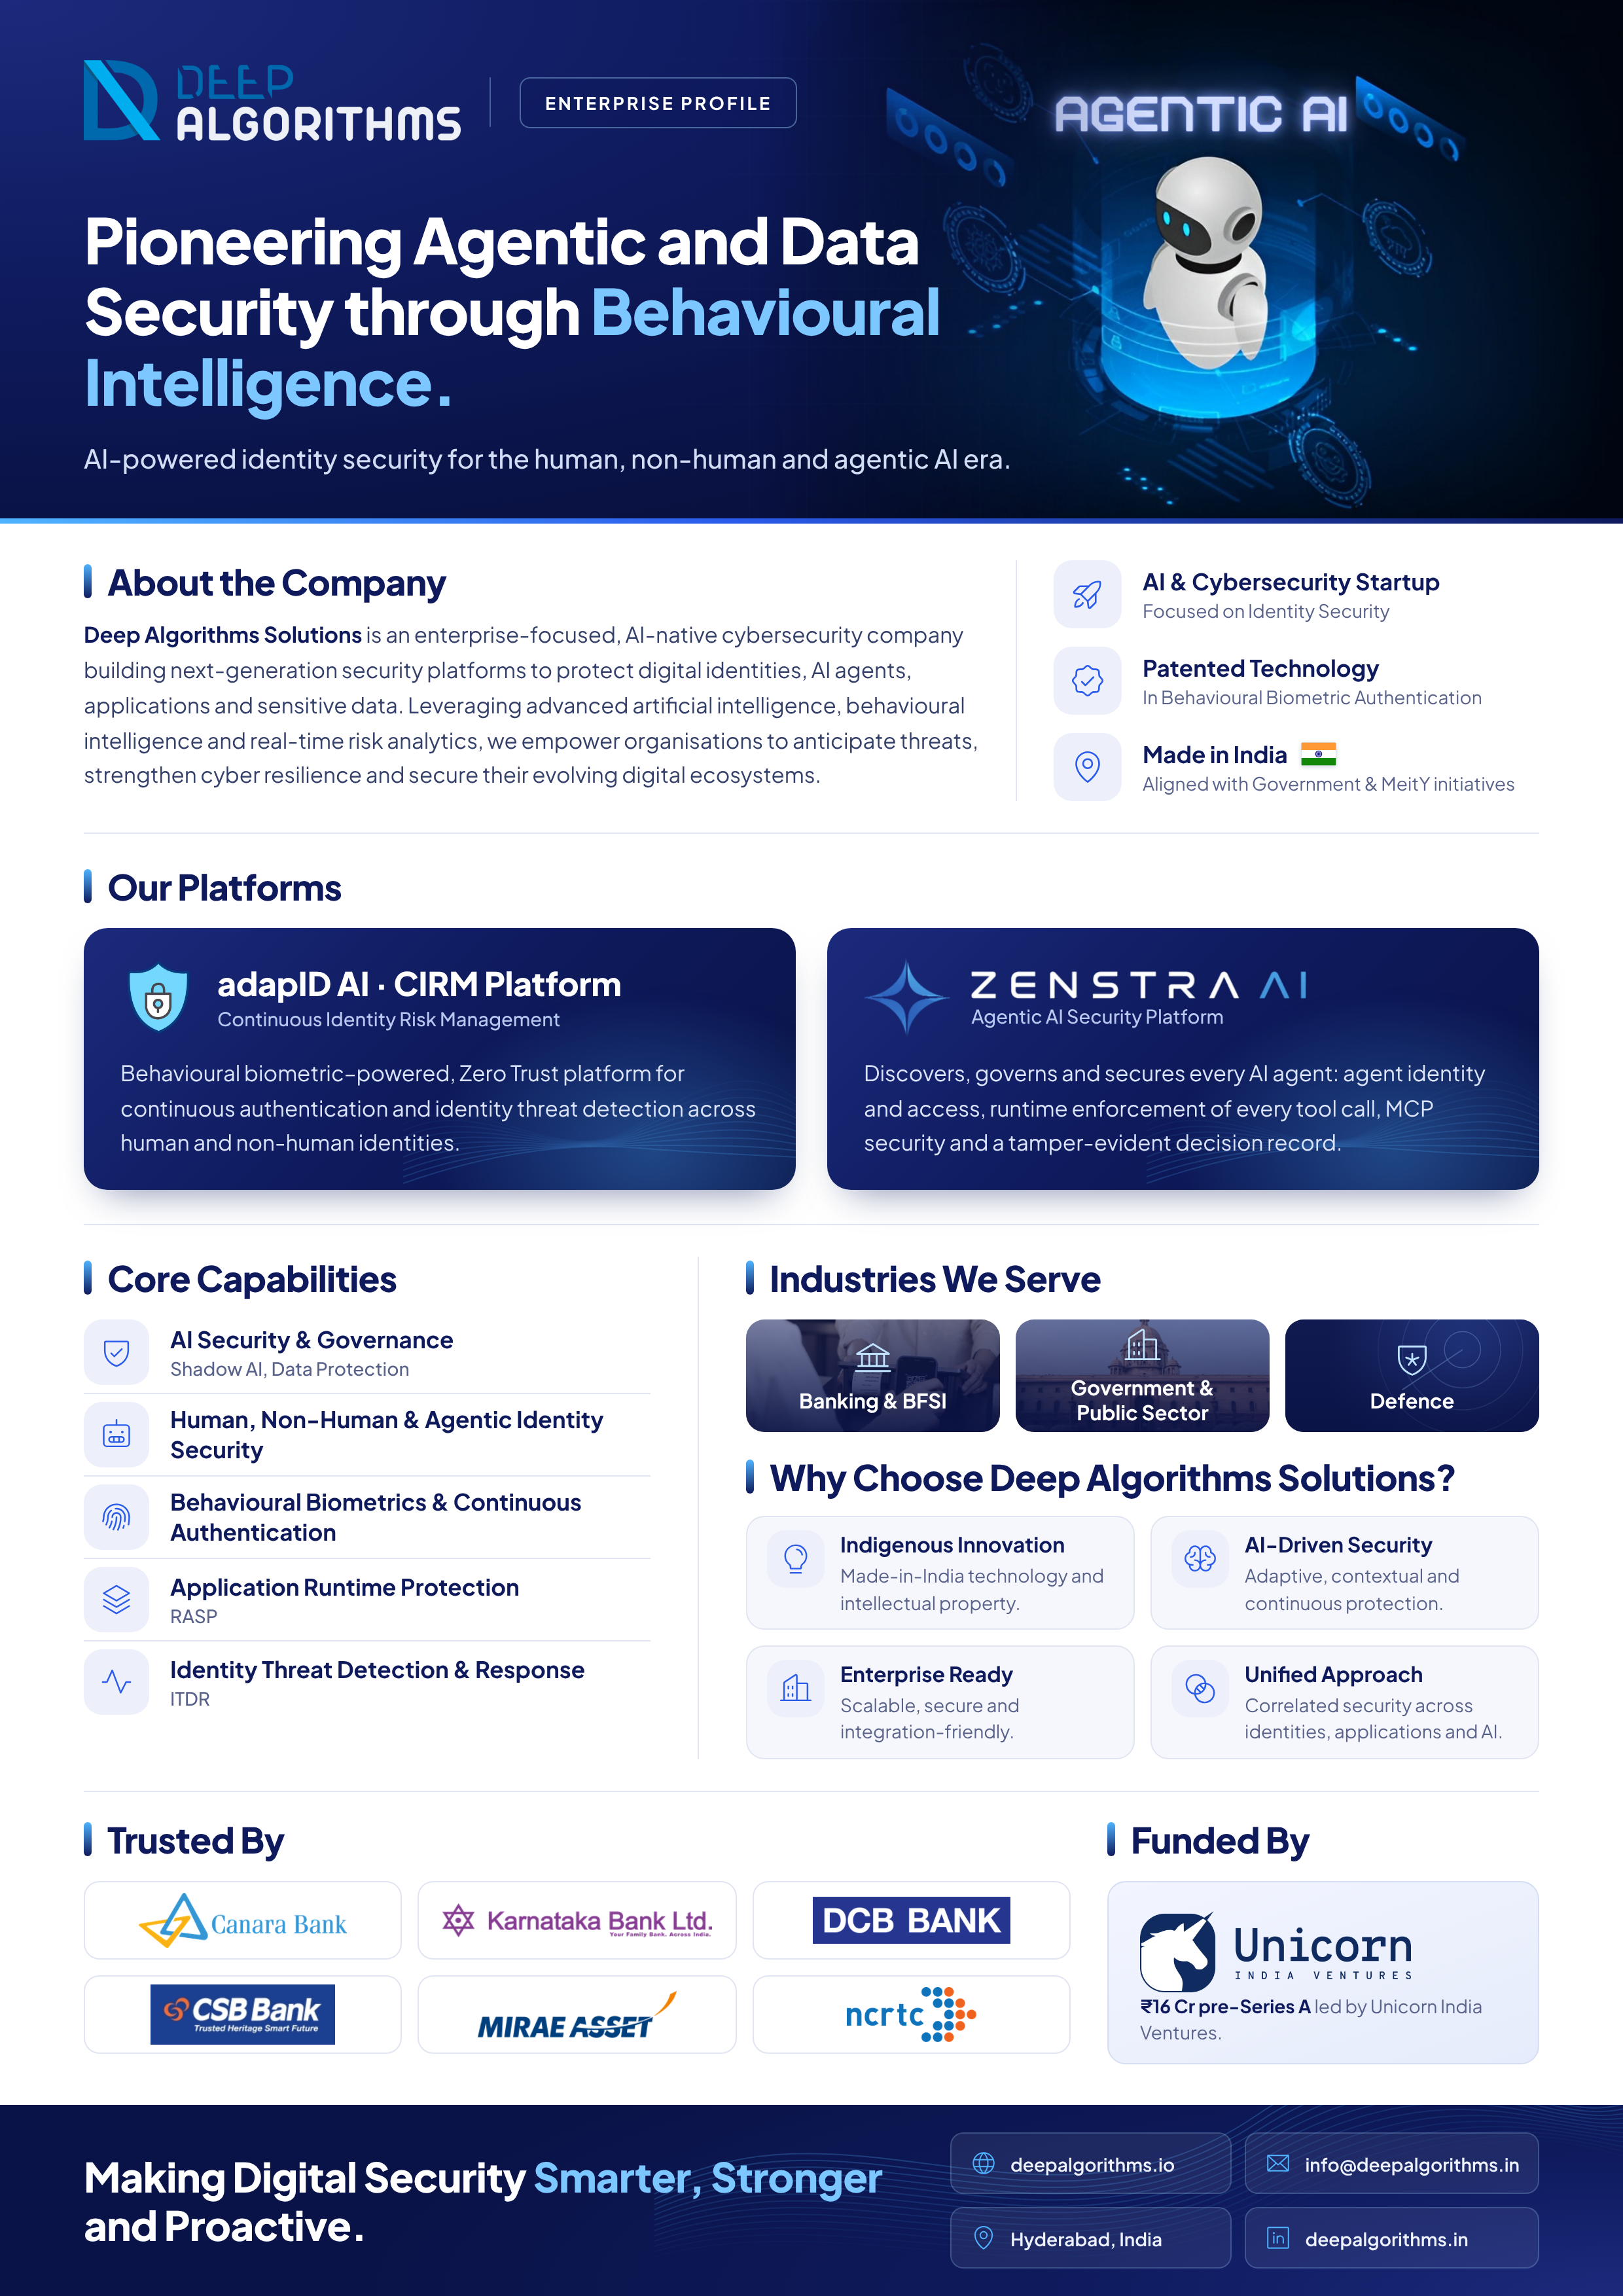 DEEP
ALGORITHMS
ENTERPRISE PROFILE
AGENTIC AI
Pioneering Agentic and Data
Security through Behavioural
Intelligence.
AI-powered identity security for the human, non-human and agentic AI era.
About the Company
Deep Algorithms Solutions is an enterprise-focused, AI-native cybersecurity company
building next-generation security platforms to protect digital identities, AI agents,
applications and sensitive data. Leveraging advanced artificial intelligence, behavioural
intelligence and real-time risk analytics, we empower organisations to anticipate threats,
strengthen cyber resilience and secure their evolving digital ecosystems.
AI & Cybersecurity Startup
Focused on Identity Security
Patented Technology
In Behavioural Biometric Authentication
Made in India
Aligned with Government & MeitY initiatives
Our Platforms
adapID AI · CIRM Platform
Continuous Identity Risk Management
Behavioural biometric-powered, Zero Trust platform for
continuous authentication and identity threat detection across
human and non-human identities.
ZENSTRA AI
Agentic AI Security Platform
Discovers, governs and secures every AI agent: agent identity
and access, runtime enforcement of every tool call, MCP
security and a tamper-evident decision record.
Core Capabilities
AI Security & Governance
Shadow AI, Data Protection
Human, Non-Human & Agentic Identity
Security
Behavioural Biometrics & Continuous
Authentication
Application Runtime Protection
RASP
Identity Threat Detection & Response
ITDR
Industries We Serve
Banking & BFSI
Government &
Public Sector
Defence
Why Choose Deep Algorithms Solutions?
Indigenous Innovation
Made-in-India technology and
intellectual property.
AI-Driven Security
Adaptive, contextual and
continuous protection.
Enterprise Ready
Scalable, secure and
integration-friendly.
Unified Approach
Correlated security across
identities, applications and AI.
Trusted By
Canara Bank
Karnataka Bank Ltd.
Your Family Bank. Across India.
DCB BANK
CSB Bank
Trusted Heritage Smart Future
MIRAE ASSET
ncrtc
Funded By
Unicorn
INDIA VENTURES
₹16 Cr pre-Series A led by Unicorn India
Ventures.
Making Digital Security Smarter, Stronger
and Proactive.
deepalgorithms.io
info@deepalgorithms.in
Hyderabad, India
in
deepalgorithms.in